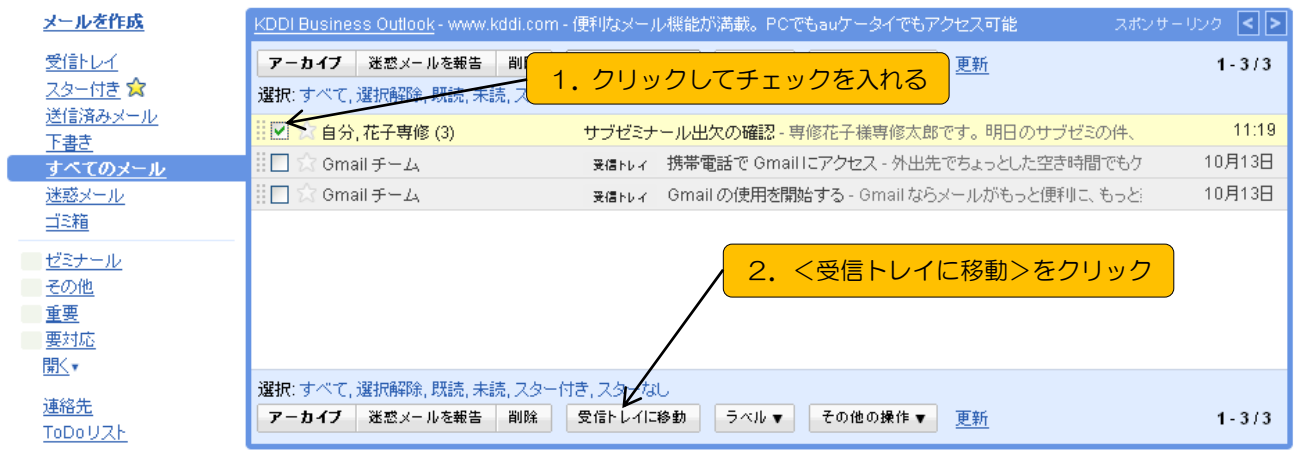 メールを作成
受信トレイ
スター付き
送信済みメール
下書き
すべてのメール
迷惑メール
ゴミ箱
ゼミナール
その他
重要
要対応
開く▼
連絡先
ToDoリスト
KDDI Business Outlook - www.kddi.com - 便利なメール機能が満載。PCでもauケータイでもアクセス可能 スポンサーリンク < >
アーカイブ 迷惑メールを報告 更新 1 - 3 / 3
1．クリックしてチェックを入れる
選択: すべて, 選択解除, 既読, 未読,
自分, 花子専修 (3) サブゼミナール出欠の確認 - 専修花子様専修太郎です。明日のサブゼミの件、 11:19
Gmail チーム 受信トレイ 携帯電話で Gmail にアクセス - 外出先でちょっとした空き時間でもケ 10月13日
Gmail チーム 受信トレイ Gmail の使用を開始する - Gmail ならメールがもっと便利に、もっと 10月13日
2．＜受信トレイに移動＞をクリック
選択: すべて, 選択解除, 既読, 未読, スター付き, スターなし
アーカイブ 迷惑メールを報告 削除 受信トレイに移動 ラベル ▼ その他の操作 ▼ 更新 1 - 3 / 3